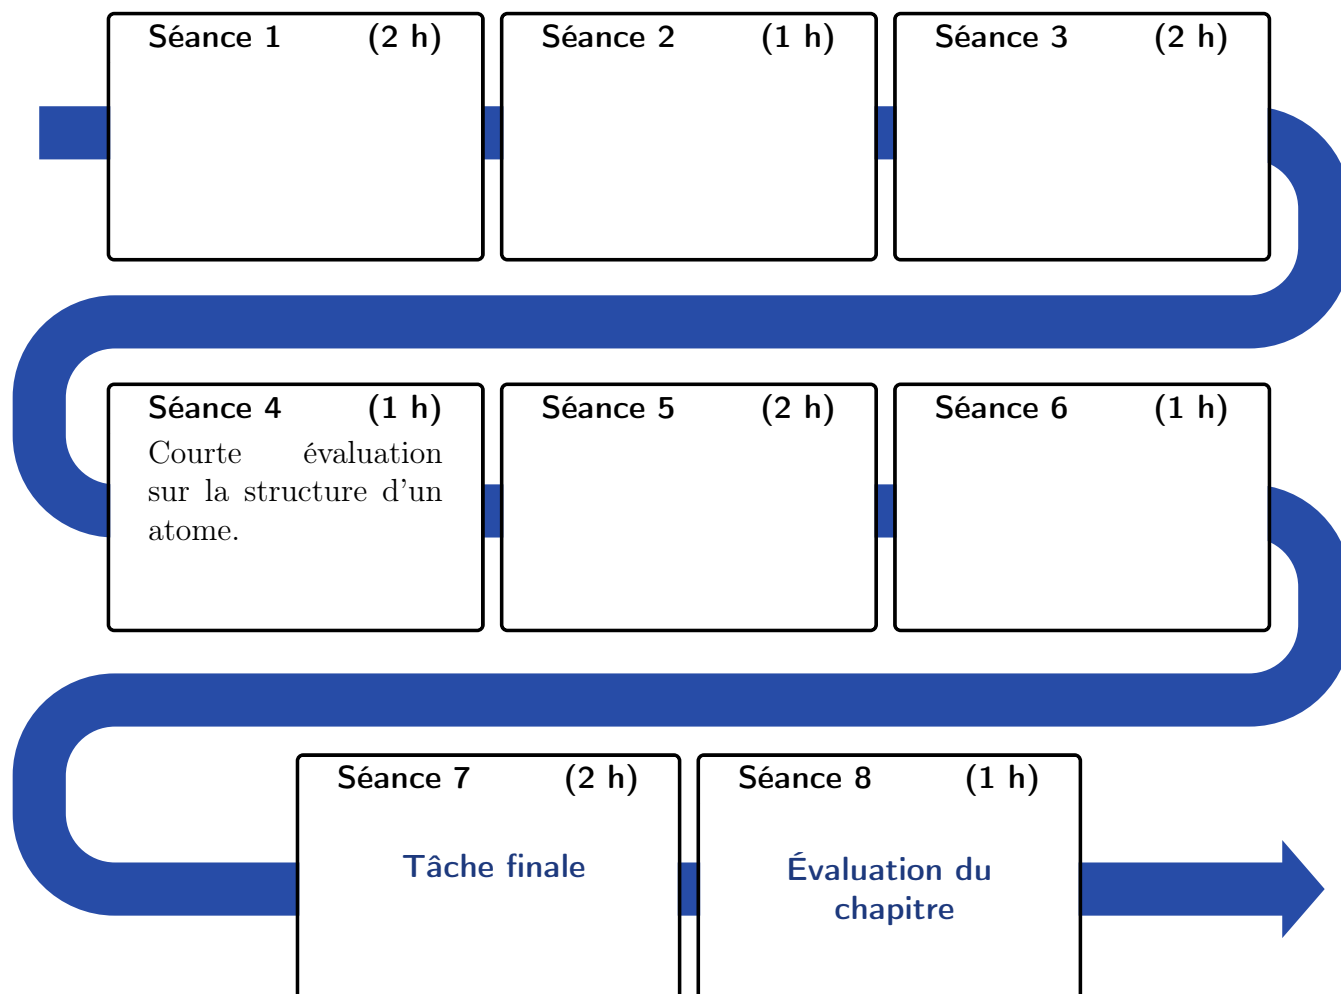 Séance 1 (2 h)
Séance 2 (1 h)
Séance 3 (2 h)
Séance 4 (1 h)
Courte évaluation
sur la structure d'un
atome.
Séance 5 (2 h)
Séance 6 (1 h)
Séance 7 (2 h)
Tâche finale
Séance 8 (1 h)
Évaluation du
chapitre